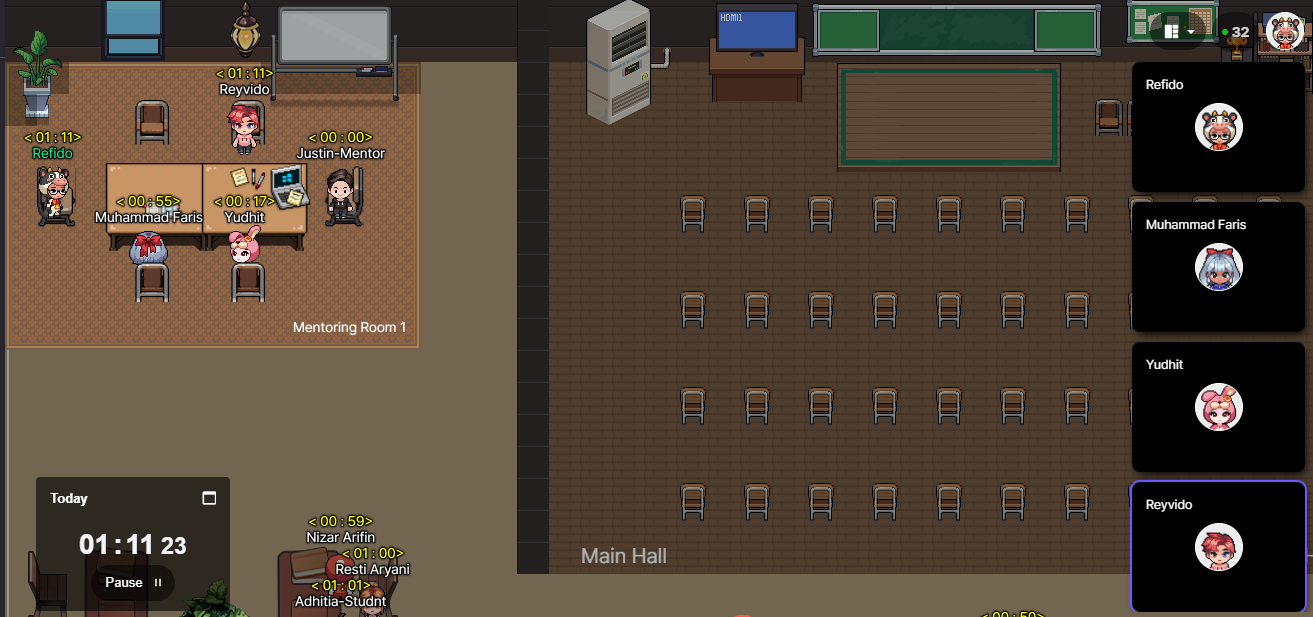 HDMI1
32
< 01 : 11>
Reyvido
< 01 : 11>
Refido
< 00 : 00>
Justin-Mentor
< 00 : 55>
Muhammad Faris
< 00 : 17>
Yudhit
Mentoring Room 1
Today
01 : 11 23
Pause
< 00 : 59>
Nizar Arifin
< 01 : 00>
Resti Aryani
< 01 : 01>
Adhitia-Studnt
Main Hall
Refido
Muhammad Faris
Yudhit
Reyvido